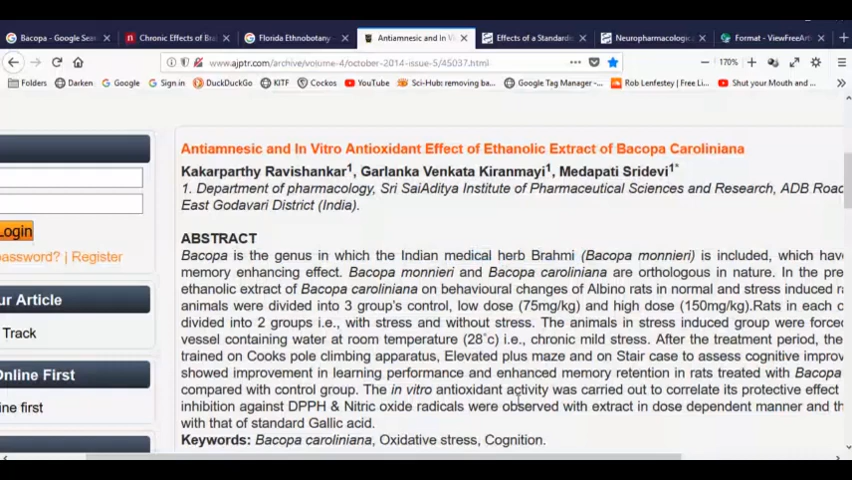 Bacopa - Google Sea
Chronic Effects of Bra
Florida Ethnobotany
Antiamnesic and In V
Effects of a Standardi
Neuropharmacologic
Format - ViewFreeArt
www.ajptr.com/archive/volume-4/october-2014-issue-5/45037.html
170%
Folders Darken Google Sign in DuckDuckGo KITF Cockos YouTube Sci-Hub: removing ba... Google Tag Manager -... Rob Lenfestey | Free Li... Shut your Mouth and ...
Antiamnesic and In Vitro Antioxidant Effect of Ethanolic Extract of Bacopa Caroliniana
Kakarparthy Ravishankar1, Garlanka Venkata Kiranmayi1, Medapati Sridevi1*
1. Department of pharmacology, Sri SaiAditya Institute of Pharmaceutical Sciences and Research, ADB Road
East Godavari District (India).
Login
password? | Register
ABSTRACT
Bacopa is the genus in which the Indian medical herb Brahmi (Bacopa monnieri) is included, which have
memory enhancing effect. Bacopa monnieri and Bacopa caroliniana are orthologous in nature. In the pre
ethanolic extract of Bacopa caroliniana on behavioural changes of Albino rats in normal and stress induced ra
animals were divided into 3 group's control, low dose (75mg/kg) and high dose (150mg/kg).Rats in each c
divided into 2 groups i.e., with stress and without stress. The animals in stress induced group were forced
vessel containing water at room temperature (28˚c) i.e., chronic mild stress. After the treatment period, the
trained on Cooks pole climbing apparatus, Elevated plus maze and on Stair case to assess cognitive improv
showed improvement in learning performance and enhanced memory retention in rats treated with Bacopa
compared with control group. The in vitro antioxidant activity was carried out to correlate its protective effect
inhibition against DPPH & Nitric oxide radicals were observed with extract in dose dependent manner and th
with that of standard Gallic acid.
Keywords: Bacopa caroliniana, Oxidative stress, Cognition.
ur Article
Track
Online First
ine first